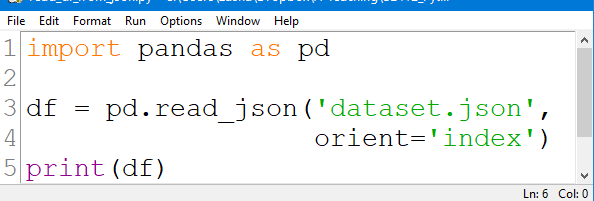 File Edit Format Run Options Window Help
1 import pandas as pd
2
3 df = pd.read_json('dataset.json',
4 orient='index')
5 print(df)
Ln: 6 Col: 0